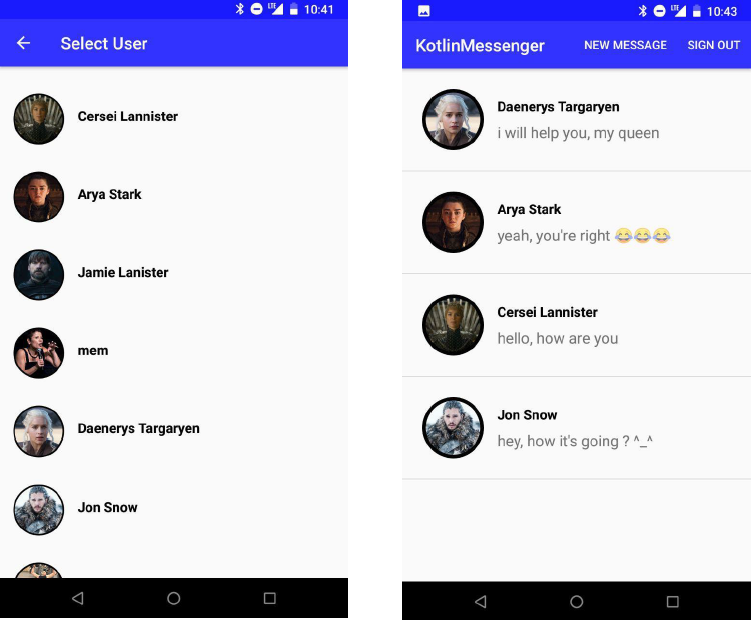 LTE 10:41
Select User
Cersei Lannister
Arya Stark
Jamie Lanister
mem
Daenerys Targaryen
Jon Snow
LTE 10:43
KotlinMessenger NEW MESSAGE SIGN OUT
Daenerys Targaryen
i will help you, my queen
Arya Stark
yeah, you're right 😂😂😂
Cersei Lannister
hello, how are you
Jon Snow
hey, how it's going ? ^_^